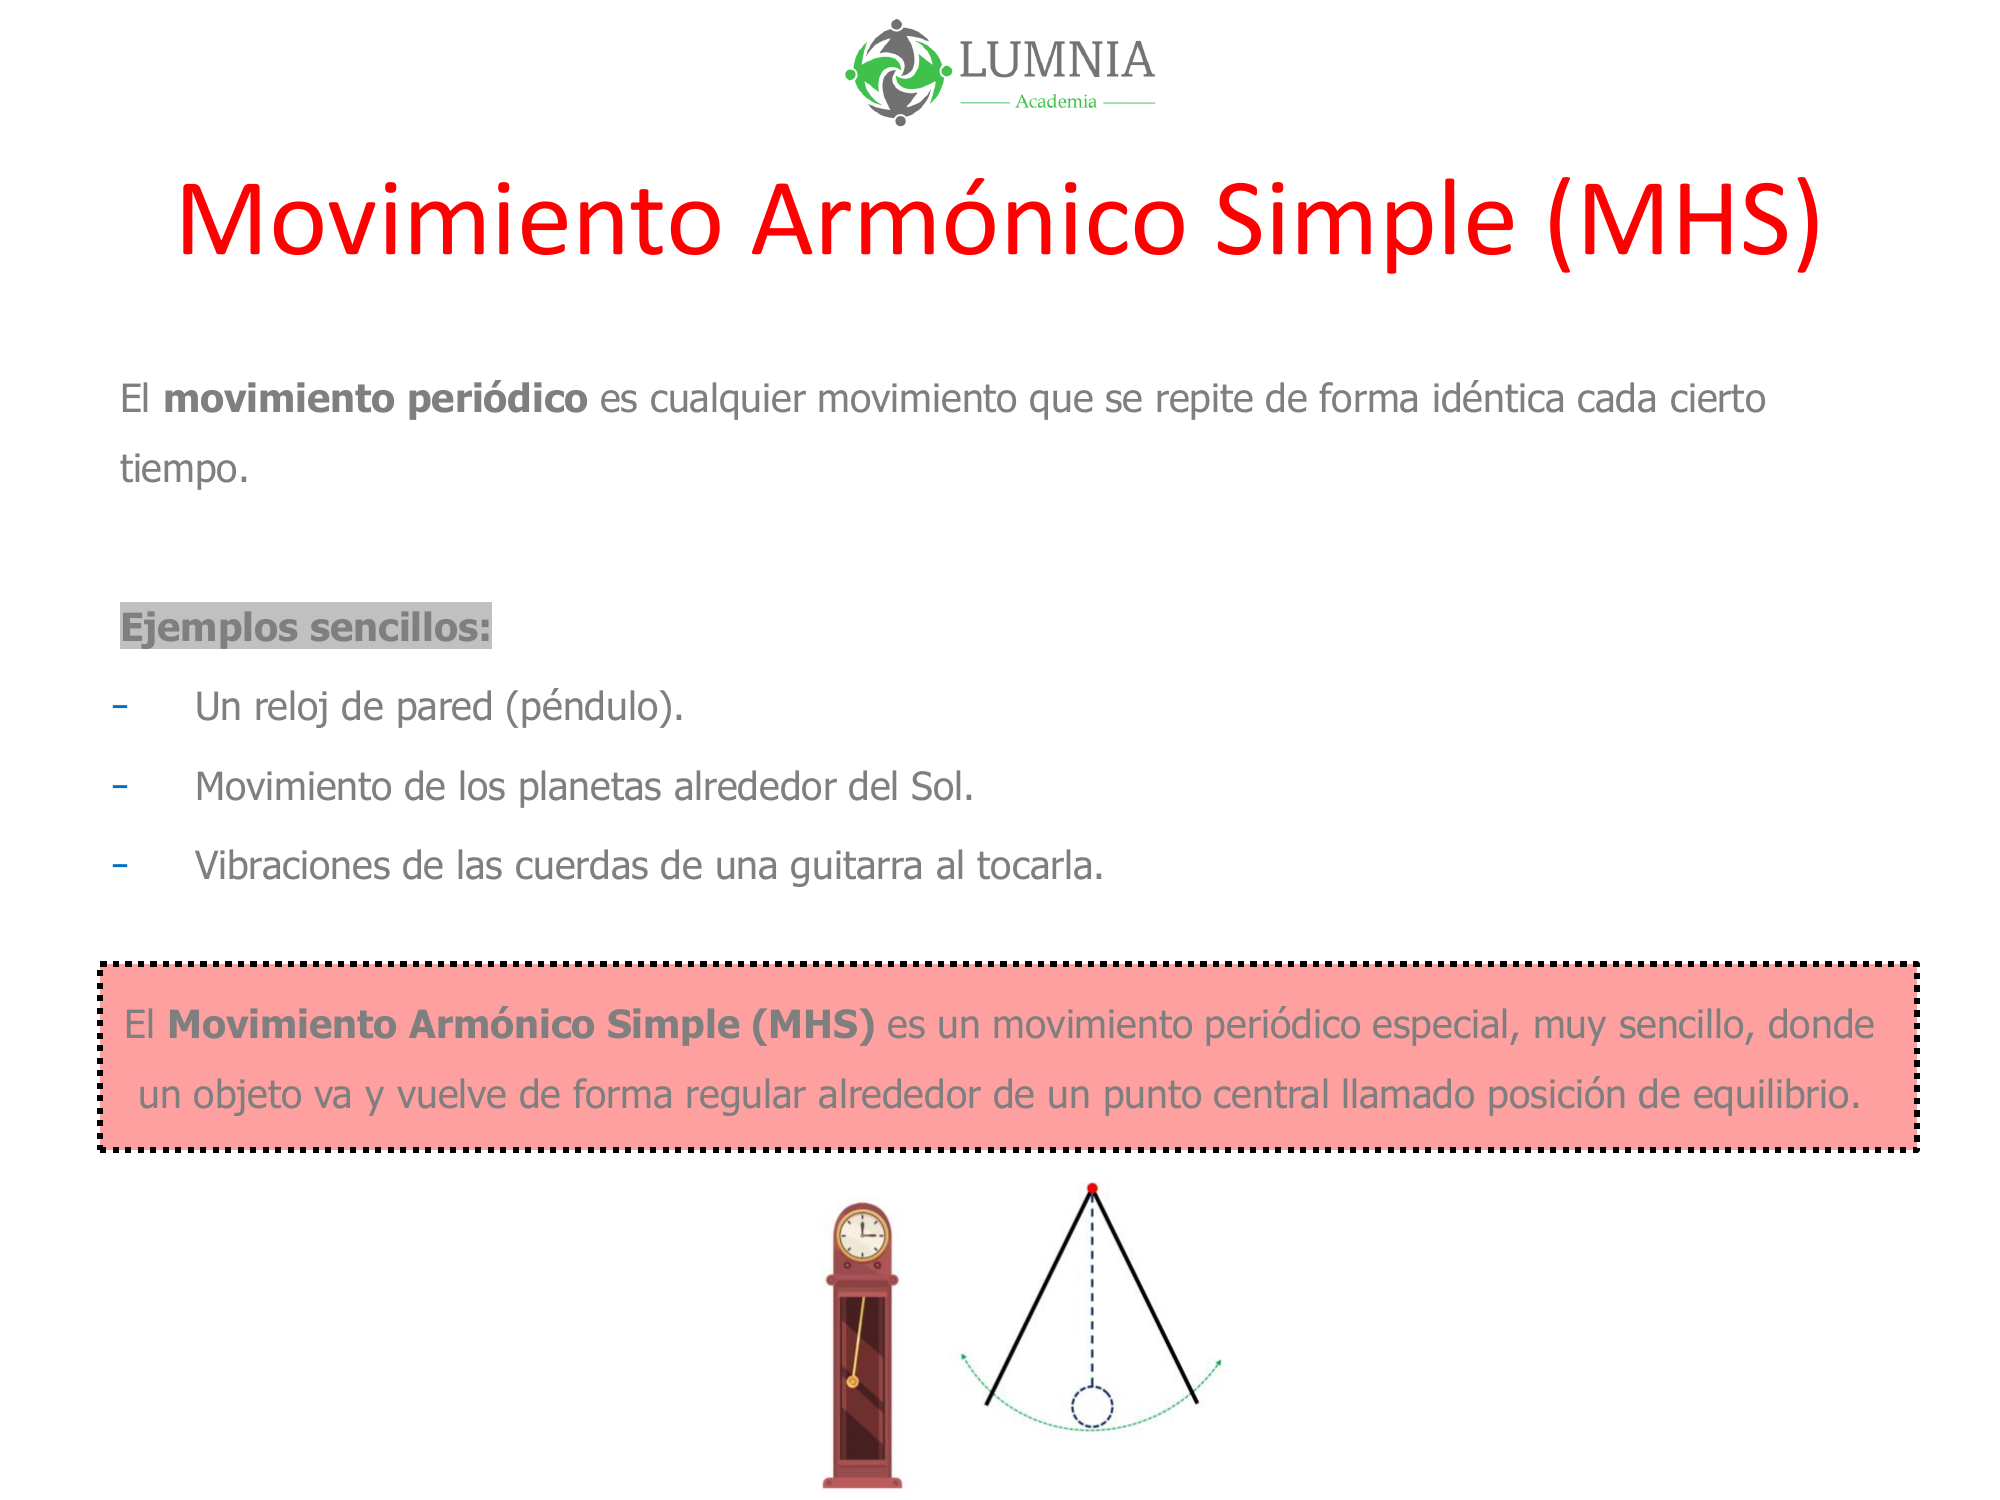 LUMNIA
Academia
Movimiento Armónico Simple (MHS)
El movimiento periódico es cualquier movimiento que se repite de forma idéntica cada cierto
tiempo.
Ejemplos sencillos:
- Un reloj de pared (péndulo).
- Movimiento de los planetas alrededor del Sol.
- Vibraciones de las cuerdas de una guitarra al tocarla.
El Movimiento Armónico Simple (MHS) es un movimiento periódico especial, muy sencillo, donde
un objeto va y vuelve de forma regular alrededor de un punto central llamado posición de equilibrio.